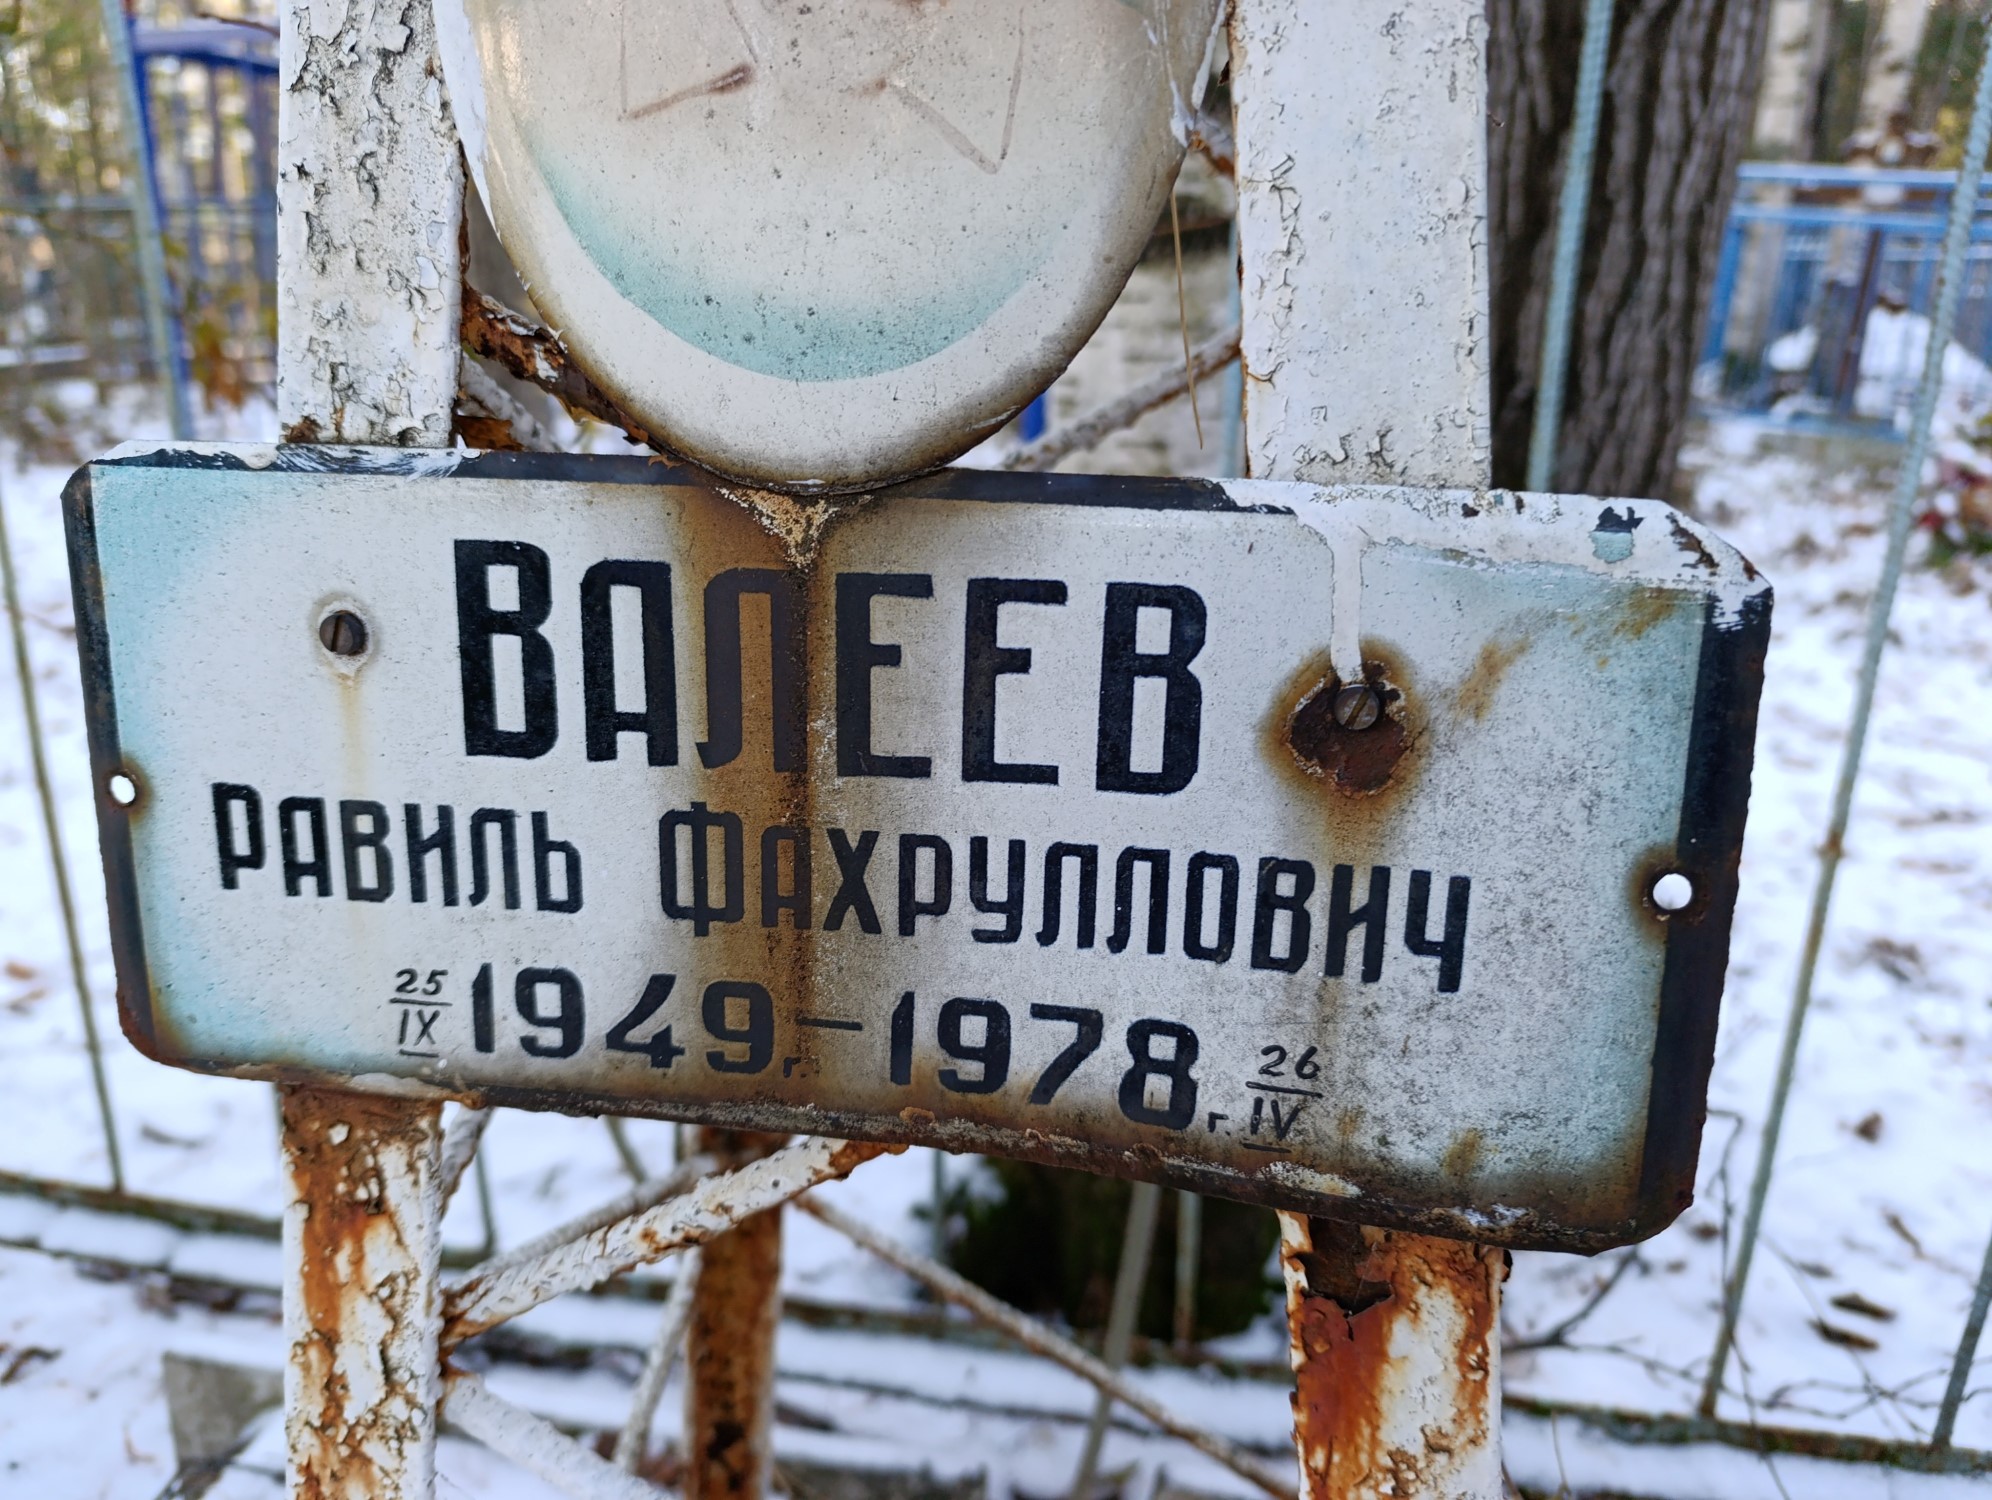 ВАЛЕЕВ
РАВИЛЬ ФАХРУЛЛОВИЧ
25/IX 1949г. – 1978г. 26/IV